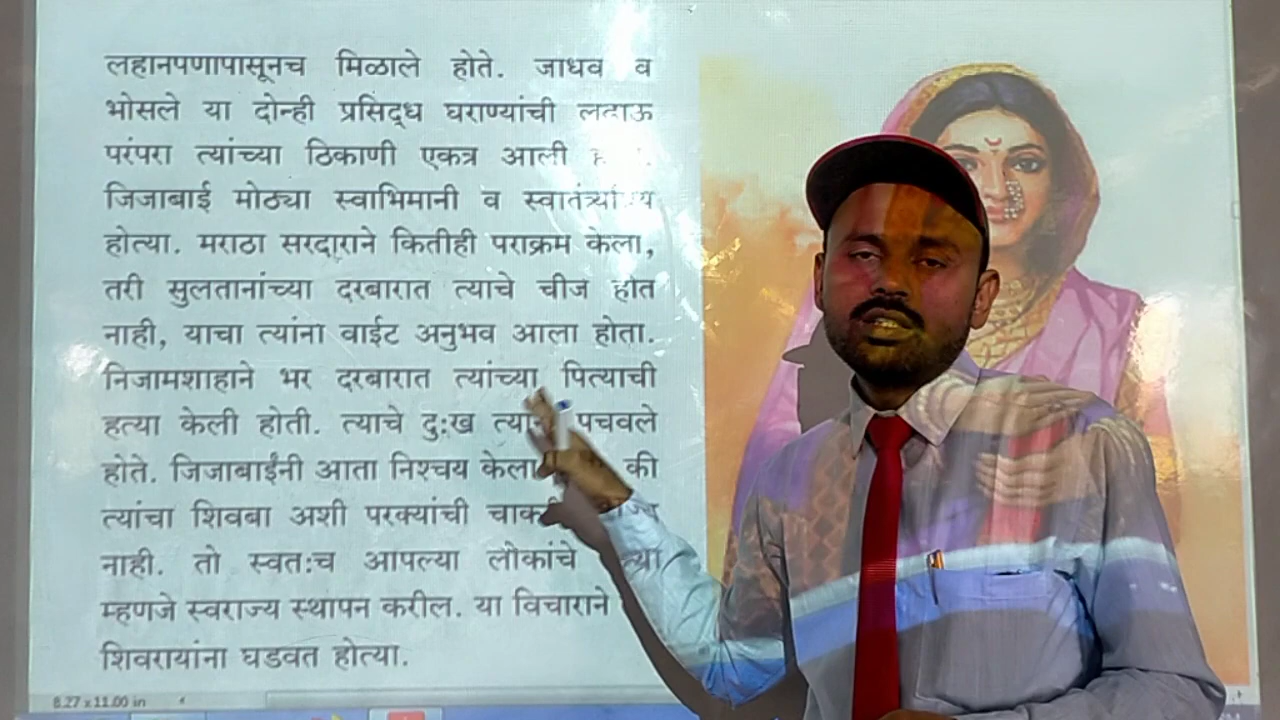 लहानपणापासूनच मिळाले होते. जाधव व
भोसले या दोन्ही प्रसिद्ध घराण्यांची लढाऊ
परंपरा त्यांच्या ठिकाणी एकत्र आली
जिजाबाई मोठ्या स्वाभिमानी व
होत्या. मराठा सरदाराने कितीही पराक्रम केला,
तरी सुलतानांच्या दरबारात त्याचे चीज होत
नाही, याचा त्यांना वाईट अनुभव आला होता.
निजामशाहाने भर दरबारात त्यांच्या पित्याची
हत्या केली होती. त्याचे दु:ख पचवले
होते. जिजाबाईंनी आता निश्चय केला की
त्यांचा शिवबा अशी परक्यांची
नाही. तो स्वत:च आपल्या लोकांचे
म्हणजे स्वराज्य स्थापन करील. या विचाराने
शिवरायांना घडवत होत्या.
8.27 x 11.00 in